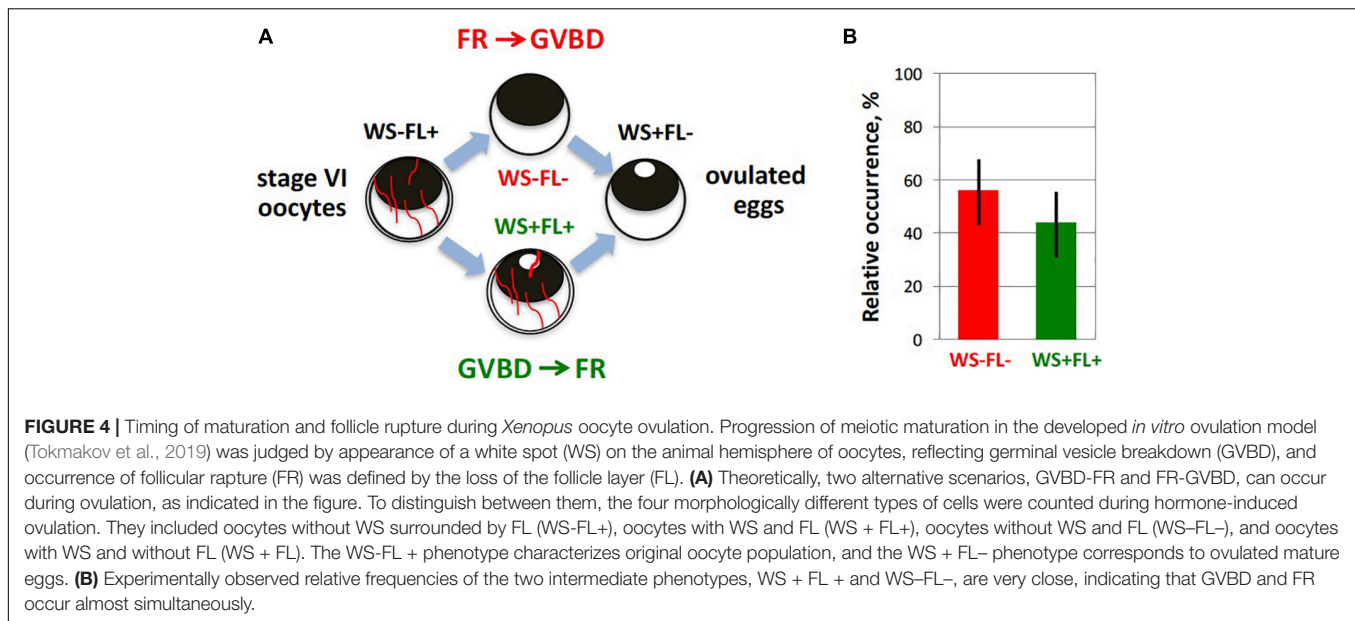 A
FR → GVBD
WS-FL+
stage VI
oocytes
WS-FL-
WS+FL+
WS+FL-
ovulated
eggs
GVBD → FR
B
Relative occurrence, %
100
80
60
40
20
0
WS-FL-
WS+FL+
FIGURE 4 | Timing of maturation and follicle rupture during Xenopus oocyte ovulation. Progression of meiotic maturation in the developed in vitro ovulation model
(Tokmakov et al., 2019) was judged by appearance of a white spot (WS) on the animal hemisphere of oocytes, reflecting germinal vesicle breakdown (GVBD), and
occurrence of follicular rapture (FR) was defined by the loss of the follicle layer (FL). (A) Theoretically, two alternative scenarios, GVBD-FR and FR-GVBD, can occur
during ovulation, as indicated in the figure. To distinguish between them, the four morphologically different types of cells were counted during hormone-induced
ovulation. They included oocytes without WS surrounded by FL (WS-FL+), oocytes with WS and FL (WS + FL+), oocytes without WS and FL (WS–FL–), and oocytes
with WS and without FL (WS + FL). The WS-FL + phenotype characterizes original oocyte population, and the WS + FL– phenotype corresponds to ovulated mature
eggs. (B) Experimentally observed relative frequencies of the two intermediate phenotypes, WS + FL + and WS–FL–, are very close, indicating that GVBD and FR
occur almost simultaneously.